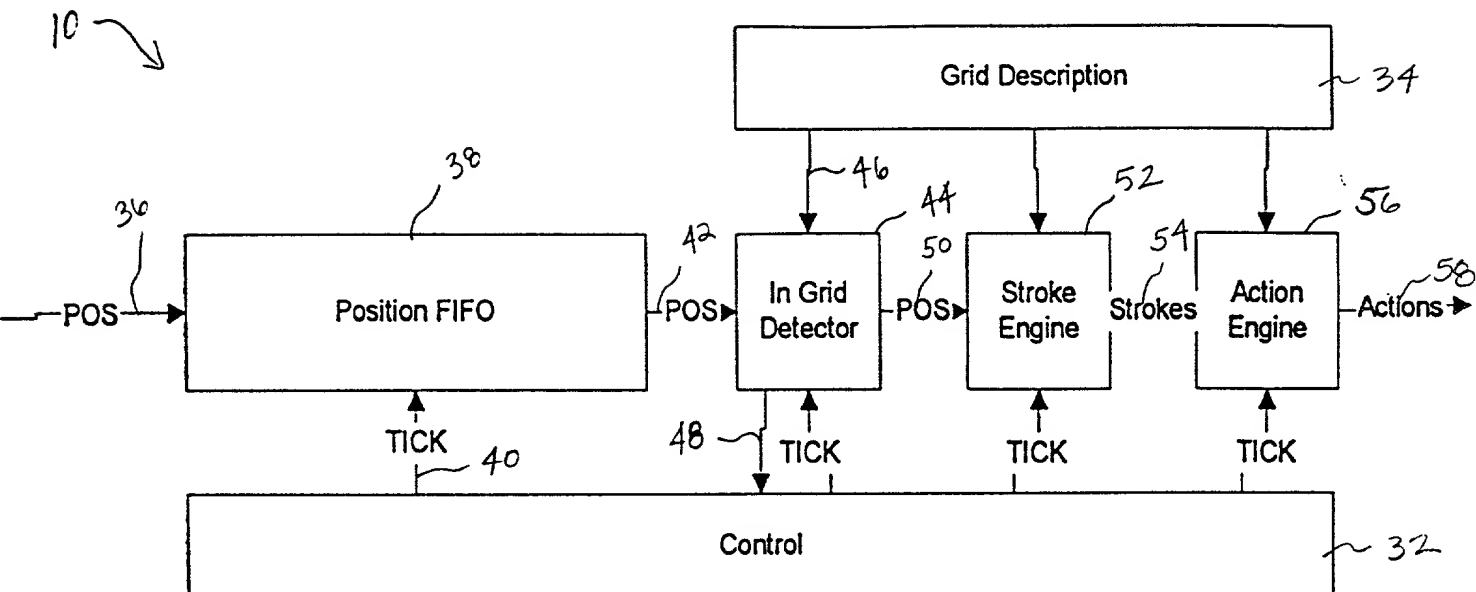 10
Grid Description
34
38
46
52
44
56
36
42
50
54
58
POS
Position FIFO
POS
In Grid
Detector
POS
Stroke
Engine
Strokes
Action
Engine
Actions
TICK
40
48
TICK
TICK
TICK
Control
32